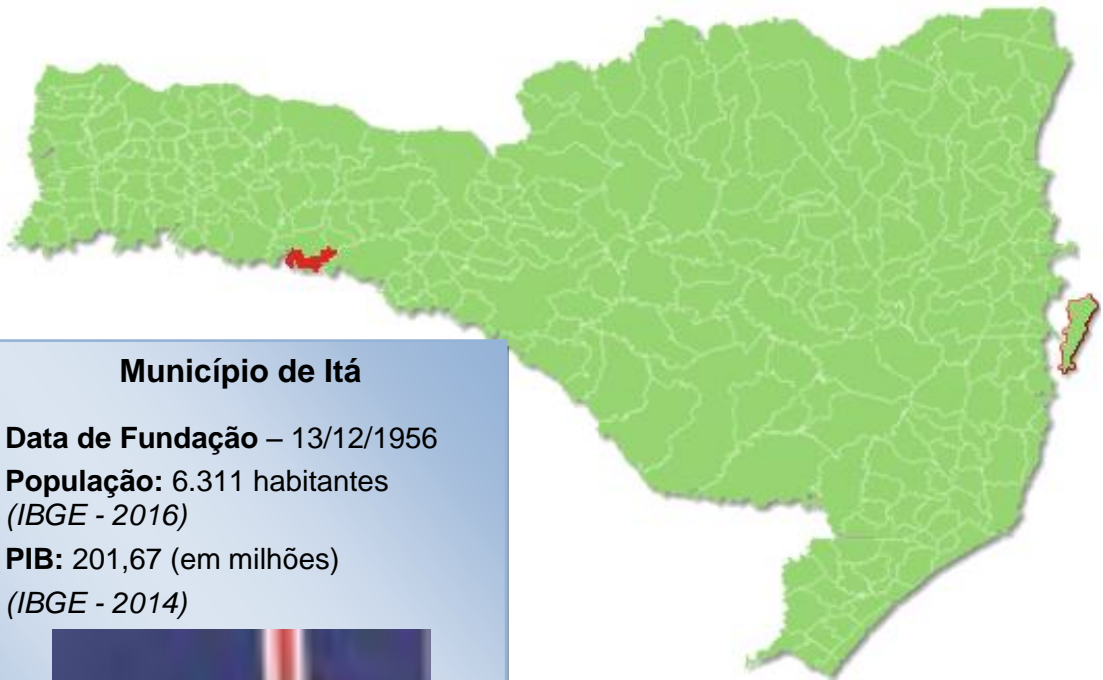 Município de Itá
Data de Fundação – 13/12/1956
População: 6.311 habitantes
(IBGE - 2016)
PIB: 201,67 (em milhões)
(IBGE - 2014)